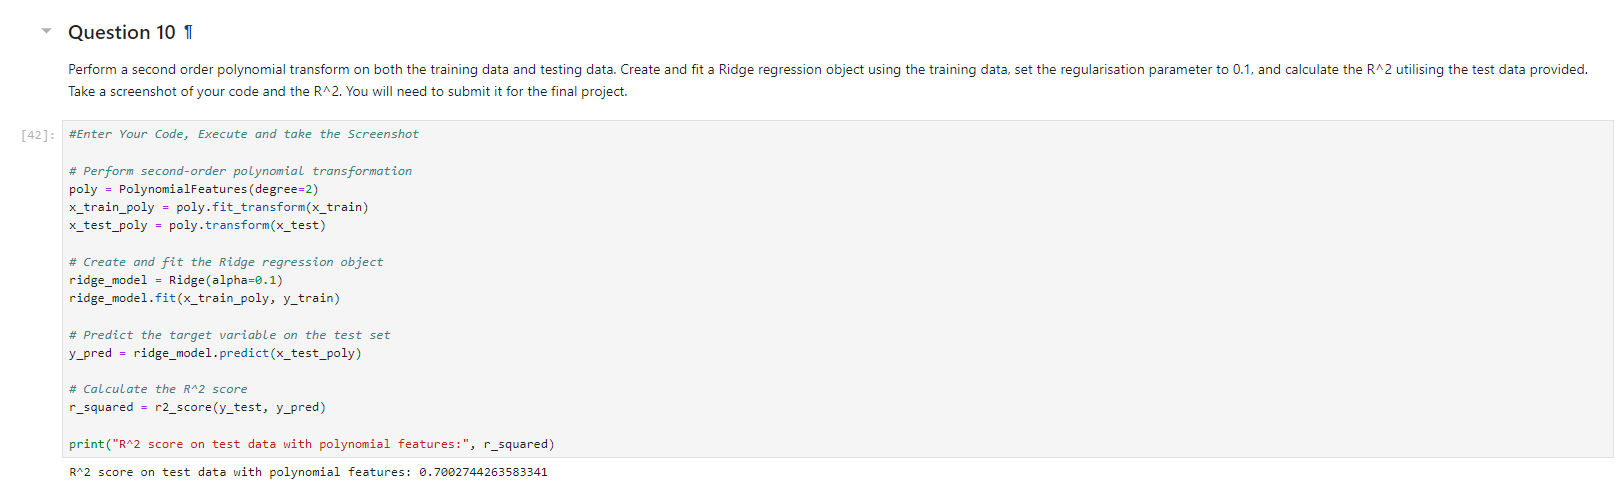 Question 10 ¶
Perform a second order polynomial transform on both the training data and testing data. Create and fit a Ridge regression object using the training data, set the regularisation parameter to 0.1, and calculate the R^2 utilising the test data provided.
Take a screenshot of your code and the R^2. You will need to submit it for the final project.
[42]: #Enter Your Code, Execute and take the Screenshot
# Perform second-order polynomial transformation
poly = PolynomialFeatures(degree=2)
x_train_poly = poly.fit_transform(x_train)
x_test_poly = poly.transform(x_test)
# Create and fit the Ridge regression object
ridge_model = Ridge(alpha=0.1)
ridge_model.fit(x_train_poly, y_train)
# Predict the target variable on the test set
y_pred = ridge_model.predict(x_test_poly)
# Calculate the R^2 score
r_squared = r2_score(y_test, y_pred)
print("R^2 score on test data with polynomial features:", r_squared)
R^2 score on test data with polynomial features: 0.7002744263583341